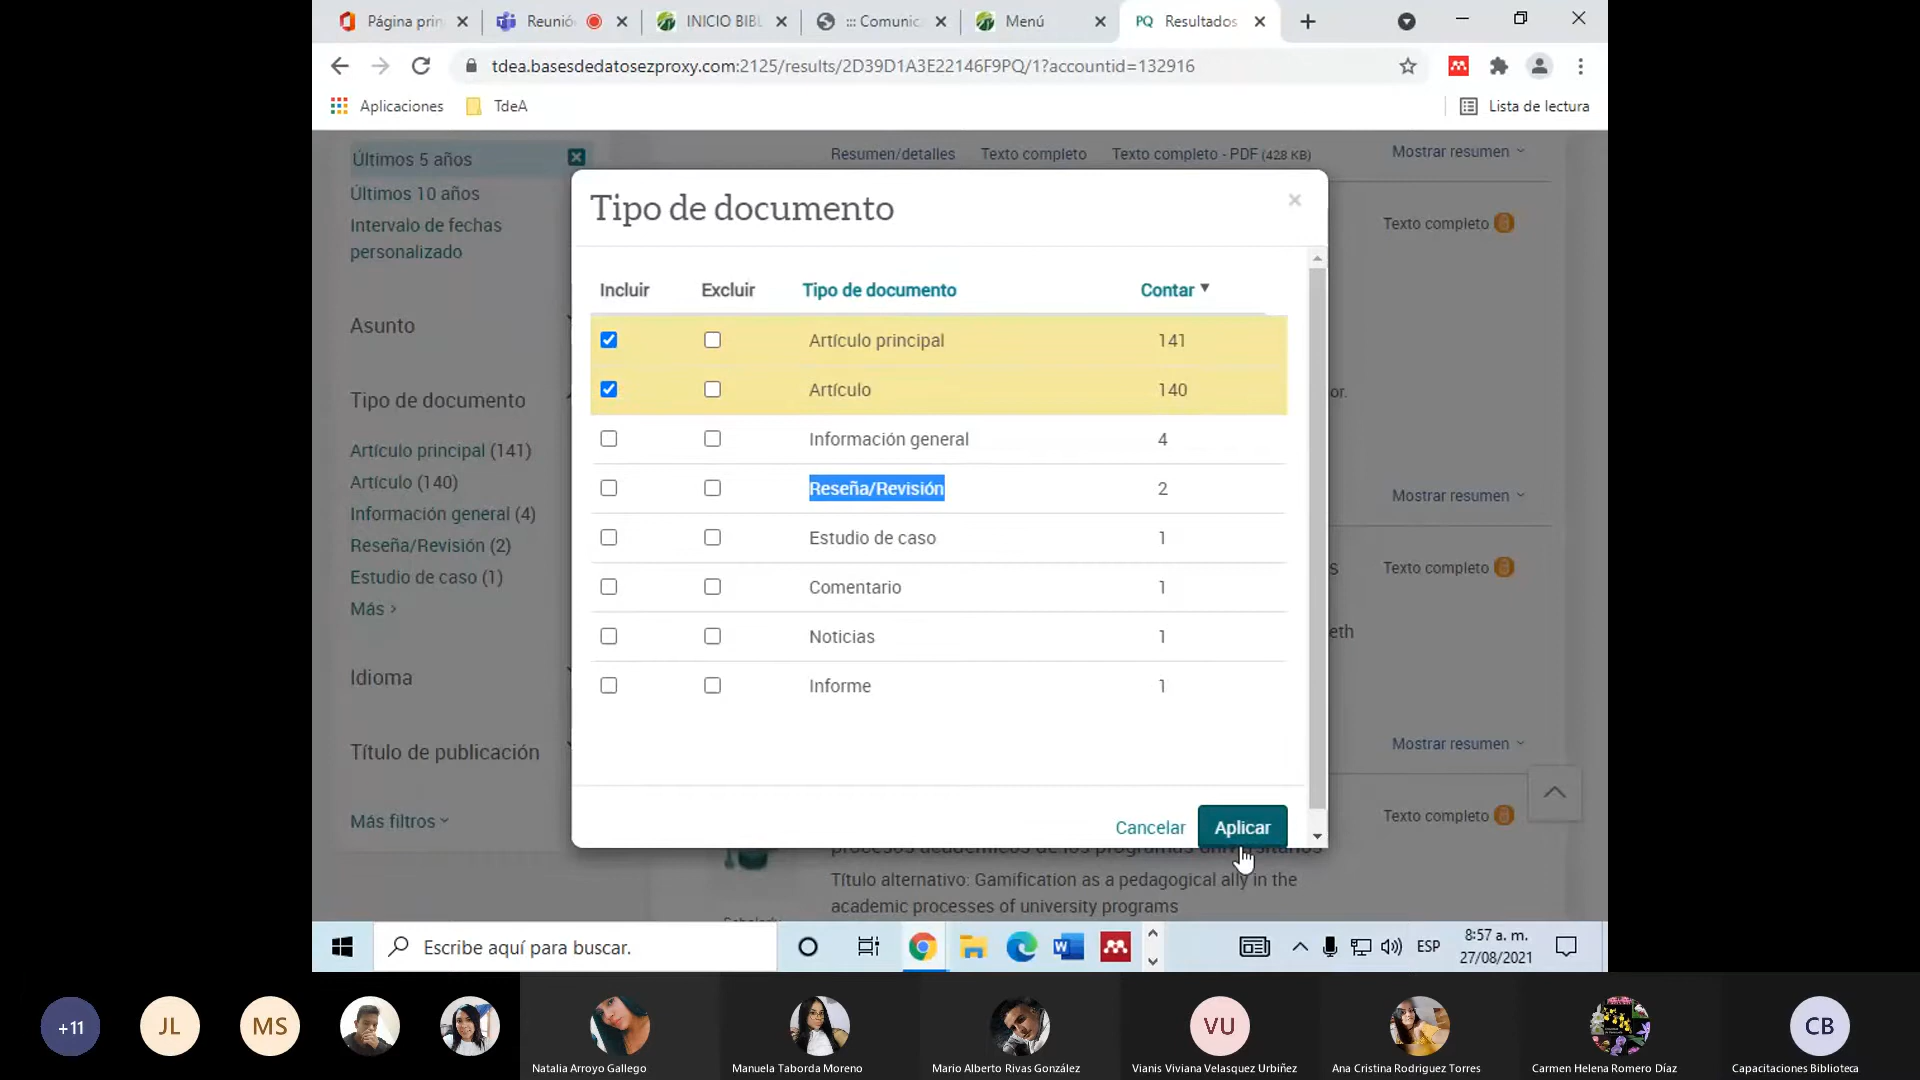 Página prin
Reunió
INICIO BIBL
::: Comunic
Menú
PQ Resultados
tdea.basesdedatosezproxy.com:2125/results/2D39D1A3E22146F9PQ/1?accountid=132916
Aplicaciones
TdeA
Lista de lectura
Últimos 5 años
Últimos 10 años
Intervalo de fechas
personalizado
Asunto
Tipo de documento
Artículo principal (141)
Artículo (140)
Información general (4)
Reseña/Revisión (2)
Estudio de caso (1)
Más >
Idioma
Título de publicación
Más filtros
Resumen/detalles Texto completo Texto completo - PDF (428 KB)
Mostrar resumen
Texto completo
or.
Mostrar resumen
s
Texto completo
eth
Mostrar resumen
Texto completo
Tipo de documento
×
Incluir Excluir Tipo de documento Contar ▼
Artículo principal 141
Artículo 140
Información general 4
Reseña/Revisión 2
Estudio de caso 1
Comentario 1
Noticias 1
Informe 1
Cancelar Aplicar
procesos académicos de los programas universitarios
Título alternativo: Gamification as a pedagogical ally in the
academic processes of university programs
Escribe aquí para buscar.
ESP
8:57 a. m.
27/08/2021
+11
JL
MS
Natalia Arroyo Gallego
Manuela Taborda Moreno
Mario Alberto Rivas González
VU
Vianis Viviana Velasquez Urbiñez
Ana Cristina Rodriguez Torres
Carmen Helena Romero Díaz
CB
Capacitaciones Biblioteca